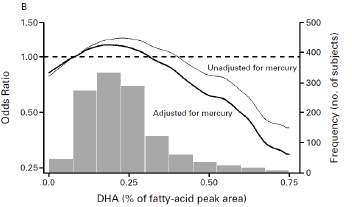 B
1.50
500
Unadjusted for mercury
1.00
400
300
Odds Ratio
Frequency (no. of subjects)
0.50
Adjusted for mercury
200
100
0.25
0
0.0
0.25
0.50
0.75
DHA (% of fatty-acid peak area)